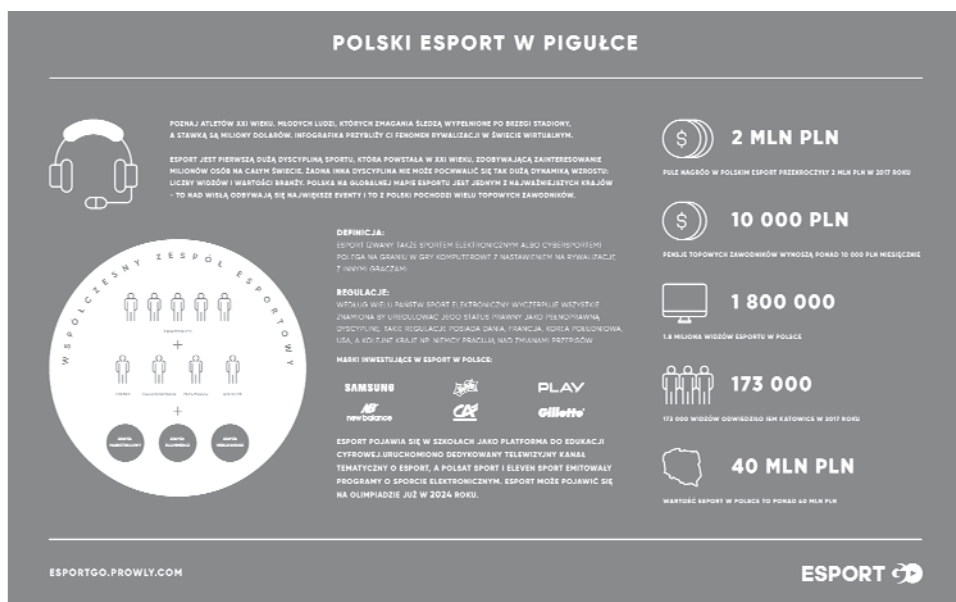 POLSKI ESPORT W PIGUŁCE
POZNAJ ATLETÓW XXI WIEKU, MŁODYCH LUDZI, KTÓRYCH ZMAGANIA ŚLEDZĄ WYPEŁNIONE PO BRZEGI STADIONY,
A STAWKĄ SĄ MILIONY DOLARÓW. INFOGRAFIKA PRZYBLIŻY CI FENOMEN RYWALIZACJI W ŚWIECIE WIRTUALNYM.
ESPORT JEST PIERWSZĄ DUŻĄ DYSCYPLINĄ SPORTU, KTÓRA POWSTAŁA W XXI WIEKU, ZDOBYWAJĄCĄ ZAINTERESOWANIE
MILIONÓW OSÓB NA CAŁYM ŚWIECIE. ŻADNA INNA DYSCYPLINA NIE MOŻE POCHWALIĆ SIĘ TAK DUŻĄ DYNAMIKĄ WZROSTU:
LICZBY WIDZÓW I WARTOŚCI BRANŻY. POLSKA NA GLOBALNEJ MAPIE ESPORTU JEST JEDNYM Z NAJWAŻNIEJSZYCH KRAJÓW
- TO NAD WISŁĄ ODBYWAJĄ SIĘ NAJWIĘKSZE EVENTY I TO Z POLSKI POCHODZI WIELU TOPOWYCH ZAWODNIKÓW.
WSPÓŁCZESNY ZESPÓŁ ESPORTOWY
+
+
DEFINICJA:
ESPORT (ZWANY TAKŻE SPORTEM ELEKTRONICZNYM ALBO CYBERSPORTEM)
POLEGA NA GRANIU W GRY KOMPUTEROWE Z NASTAWIENIEM NA RYWALIZACJĘ
Z INNYMI GRACZAMI
REGULACJE:
WEDŁUG WIELU PAŃSTW SPORT ELEKTRONICZNY WYCZERPUJE WSZYSTKIE
ZNAMIONA BY UREGULOWAĆ JEGO STATUS PRAWNY JAKO PEŁNOPRAWNĄ
DYSCYPLINĘ, TAKIE REGULACJE POSIADA DANIA, FRANCJA, KOREA POŁUDNIOWA,
USA, A KOLEJNE KRAJE NP. NIEMCY PRACUJĄ NAD ZMIANAMI PRZEPISÓW
MARKI INWESTUJĄCE W ESPORT W POLSCE:
SAMSUNG
PLAY
new balance
CA
Gillette
ESPORT POJAWIA SIĘ W SZKOŁACH JAKO PLATFORMA DO EDUKACJI
CYFROWEJ.URUCHOMIONO DEDYKOWANY TELEWIZYJNY KANAŁ
TEMATYCZNY O ESPORT, A POLSAT SPORT I ELEVEN SPORT EMITOWAŁY
PROGRAMY O SPORCIE ELEKTRONICZNYM. ESPORT MOŻE POJAWIĆ SIĘ
NA OLIMPIADZIE JUŻ W 2024 ROKU.
$
2 MLN PLN
PULE NAGRÓD W POLSKIM ESPORT PRZEKROCZYŁY 2 MLN PLN W 2017 ROKU
$
10 000 PLN
PENSJE TOPOWYCH ZAWODNIKÓW WYNOSZĄ PONAD 10 000 PLN MIESIĘCZNIE
1 800 000
1.8 MILIONA WIDZÓW ESPORTU W POLSCE
173 000
173 000 WIDZÓW ODWIEDZIŁO IEM KATOWICE W 2017 ROKU
40 MLN PLN
WARTOŚĆ ESPORT W POLSCE TO PONAD 40 MLN PLN
ESPORTGO.PROWLY.COM
ESPORT GO